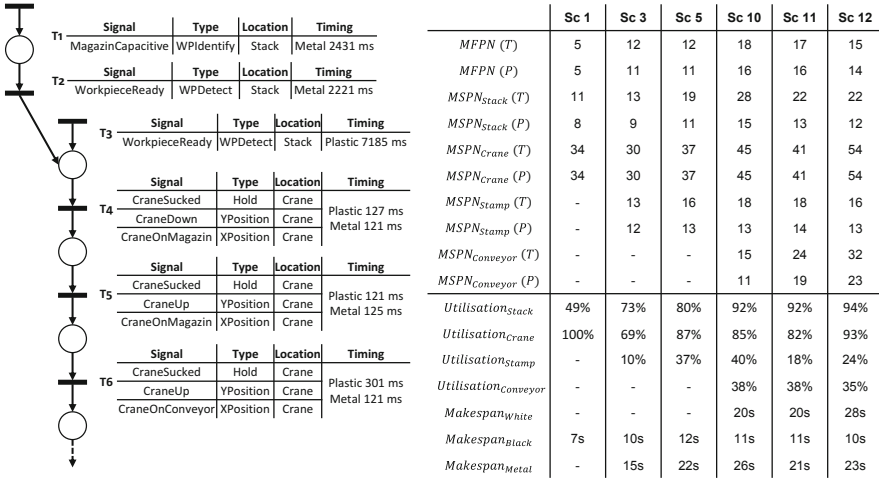 T1
Signal Type Location Timing
MagazinCapacitive WPIdentify Stack Metal 2431 ms
T2
Signal Type Location Timing
WorkpieceReady WPDetect Stack Metal 2221 ms
T3
Signal Type Location Timing
WorkpieceReady WPDetect Stack Plastic 7185 ms
T4
Signal Type Location Timing
CraneSucked Hold Crane
CraneDown YPosition Crane
CraneOnMagazin XPosition Crane
Plastic 127 ms
Metal 121 ms
T5
Signal Type Location Timing
CraneSucked Hold Crane
CraneUp YPosition Crane
CraneOnMagazin XPosition Crane
Plastic 121 ms
Metal 125 ms
T6
Signal Type Location Timing
CraneSucked Hold Crane
CraneUp YPosition Crane
CraneOnConveyor XPosition Crane
Plastic 301 ms
Metal 121 ms
Sc 1 Sc 3 Sc 5 Sc 10 Sc 11 Sc 12
MFPN (T) 5 12 12 18 17 15
MFPN (P) 5 11 11 16 16 14
MSPN_Stack (T) 11 13 19 28 22 22
MSPN_Stack (P) 8 9 11 15 13 12
MSPN_Crane (T) 34 30 37 45 41 54
MSPN_Crane (P) 34 30 37 45 41 54
MSPN_Stamp (T) - 13 16 18 18 16
MSPN_Stamp (P) - 12 13 13 14 13
MSPN_Conveyor (T) - - - 15 24 32
MSPN_Conveyor (P) - - - 11 19 23
Utilisation_Stack 49% 73% 80% 92% 92% 94%
Utilisation_Crane 100% 69% 87% 85% 82% 93%
Utilisation_Stamp - 10% 37% 40% 18% 24%
Utilisation_Conveyor - - - 38% 38% 35%
Makespan_White - - - 20s 20s 28s
Makespan_Black 7s 10s 12s 11s 11s 10s
Makespan_Metal - 15s 22s 26s 21s 23s